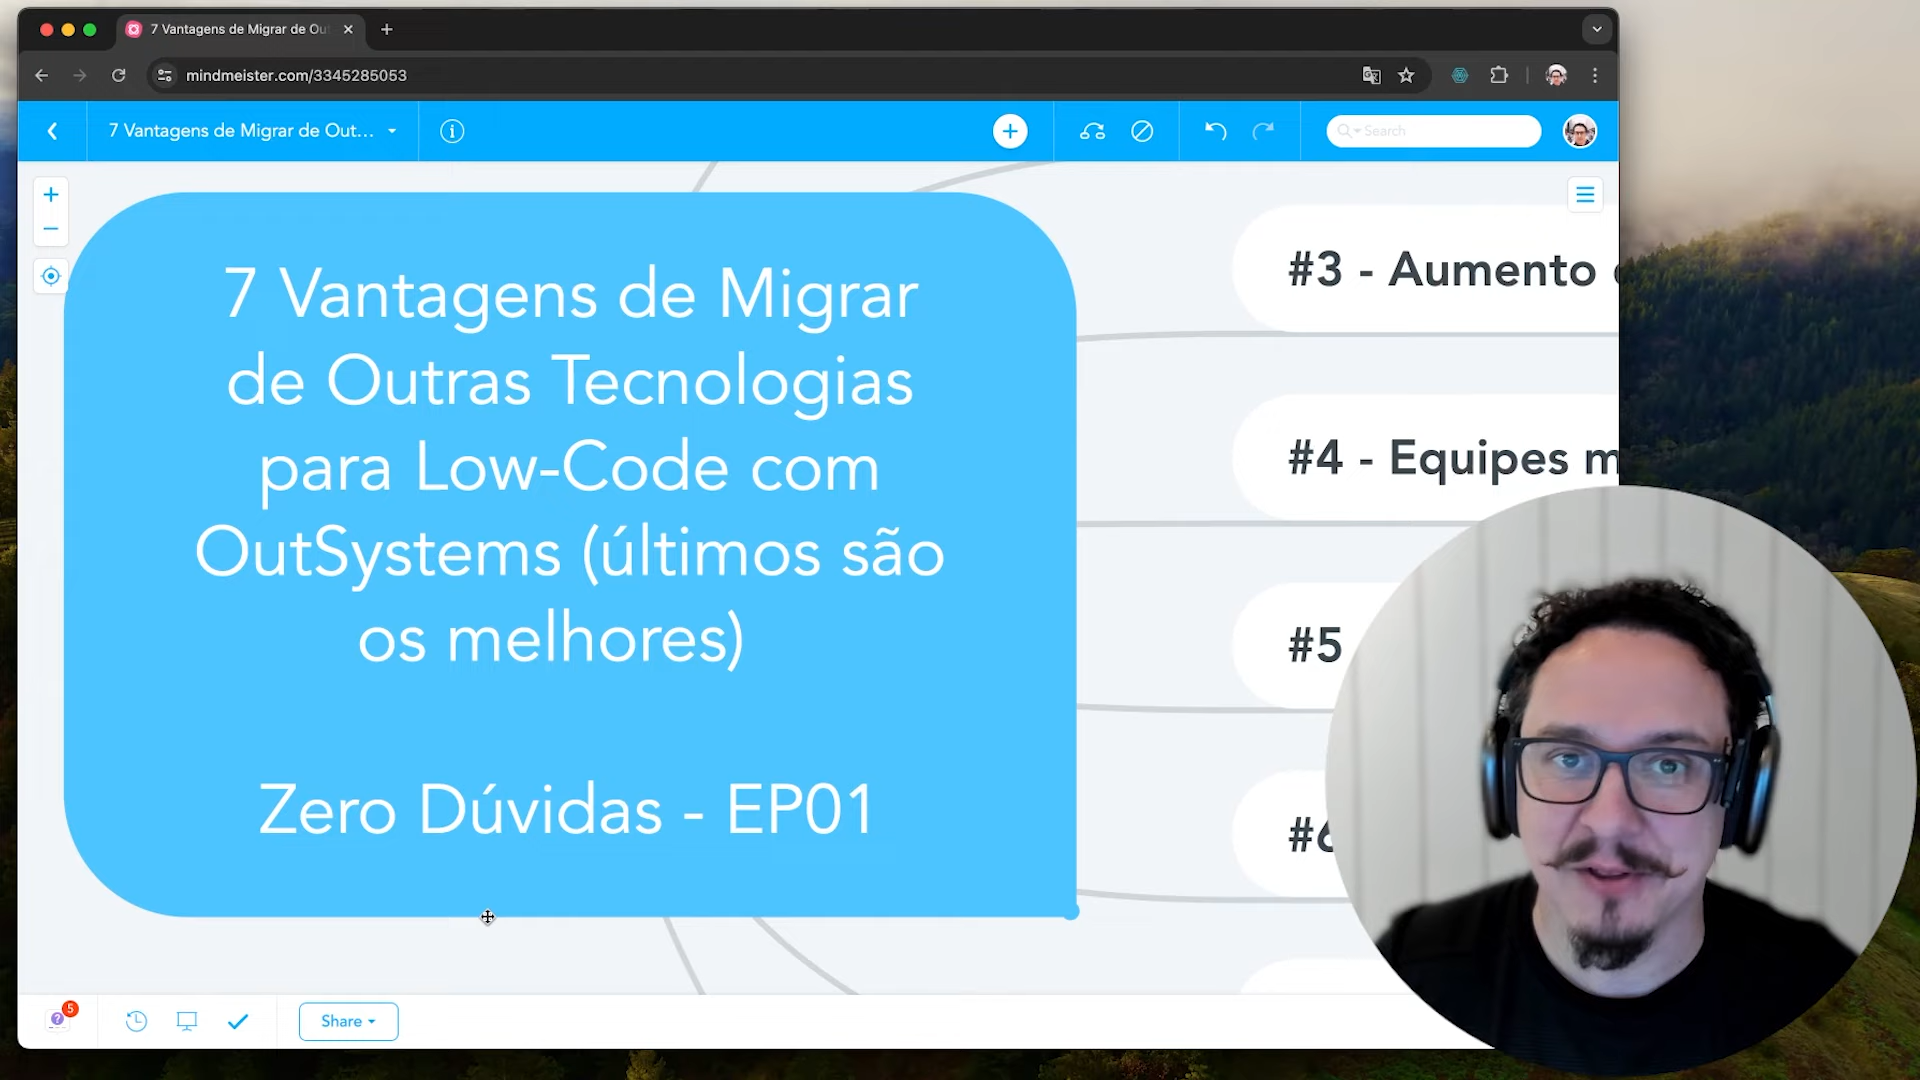 7 Vantagens de Migrar de Out
mindmeister.com/3345285053
7 Vantagens de Migrar de Out...
Search
7 Vantagens de Migrar
de Outras Tecnologias
para Low-Code com
OutSystems (últimos são
os melhores)
Zero Dúvidas - EP01
#3 - Aumento
#4 - Equipes m
#5
#6
5
Share